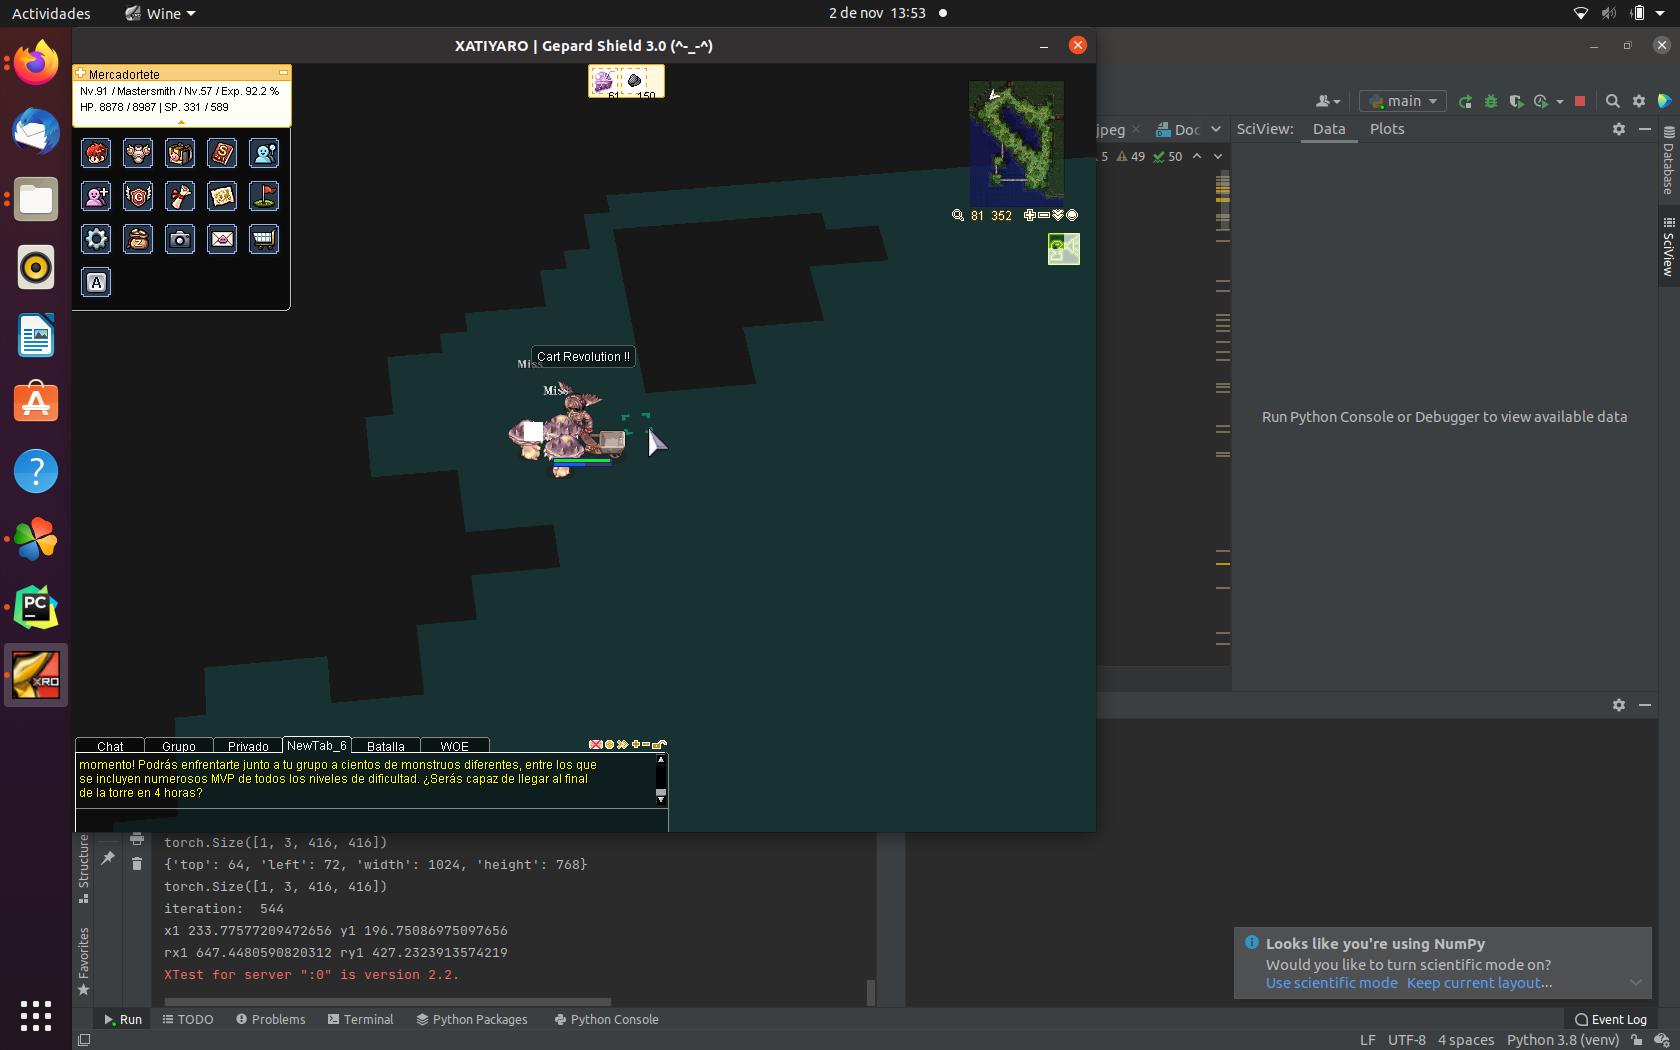 Actividades
Wine
2 de nov  13:53
XATIYARO | Gepard Shield 3.0 (^-_-^)
Mercadortete
Nv.91 / Mastersmith / Nv.57 / Exp. 92.2 %
HP. 8878 / 8987 | SP. 331 / 589
61
150
A
81 352
Miss
Cart Revolution !!
Miss
Chat
Grupo
Privado
NewTab_6
Batalla
WOE
momento! Podrás enfrentarte junto a tu grupo a cientos de monstruos diferentes, entre los que
se incluyen numerosos MVP de todos los niveles de dificultad. ¿Serás capaz de llegar al final
de la torre en 4 horas?
main
jpeg
Doc
SciView:
Data
Plots
5
49
50
Database
SciView
Run Python Console or Debugger to view available data
PC
XRO
Structure
Favorites
torch.Size([1, 3, 416, 416])
{'top': 64, 'left': 72, 'width': 1024, 'height': 768}
torch.Size([1, 3, 416, 416])
iteration:  544
x1 233.77577209472656 y1 196.75086975097656
rx1 647.4480590820312 ry1 427.2323913574219
XTest for server ":0" is version 2.2.
Looks like you're using NumPy
Would you like to turn scientific mode on?
Use scientific mode  Keep current layout...
Run
TODO
Problems
Terminal
Python Packages
Python Console
Event Log
LF
UTF-8
4 spaces
Python 3.8 (venv)